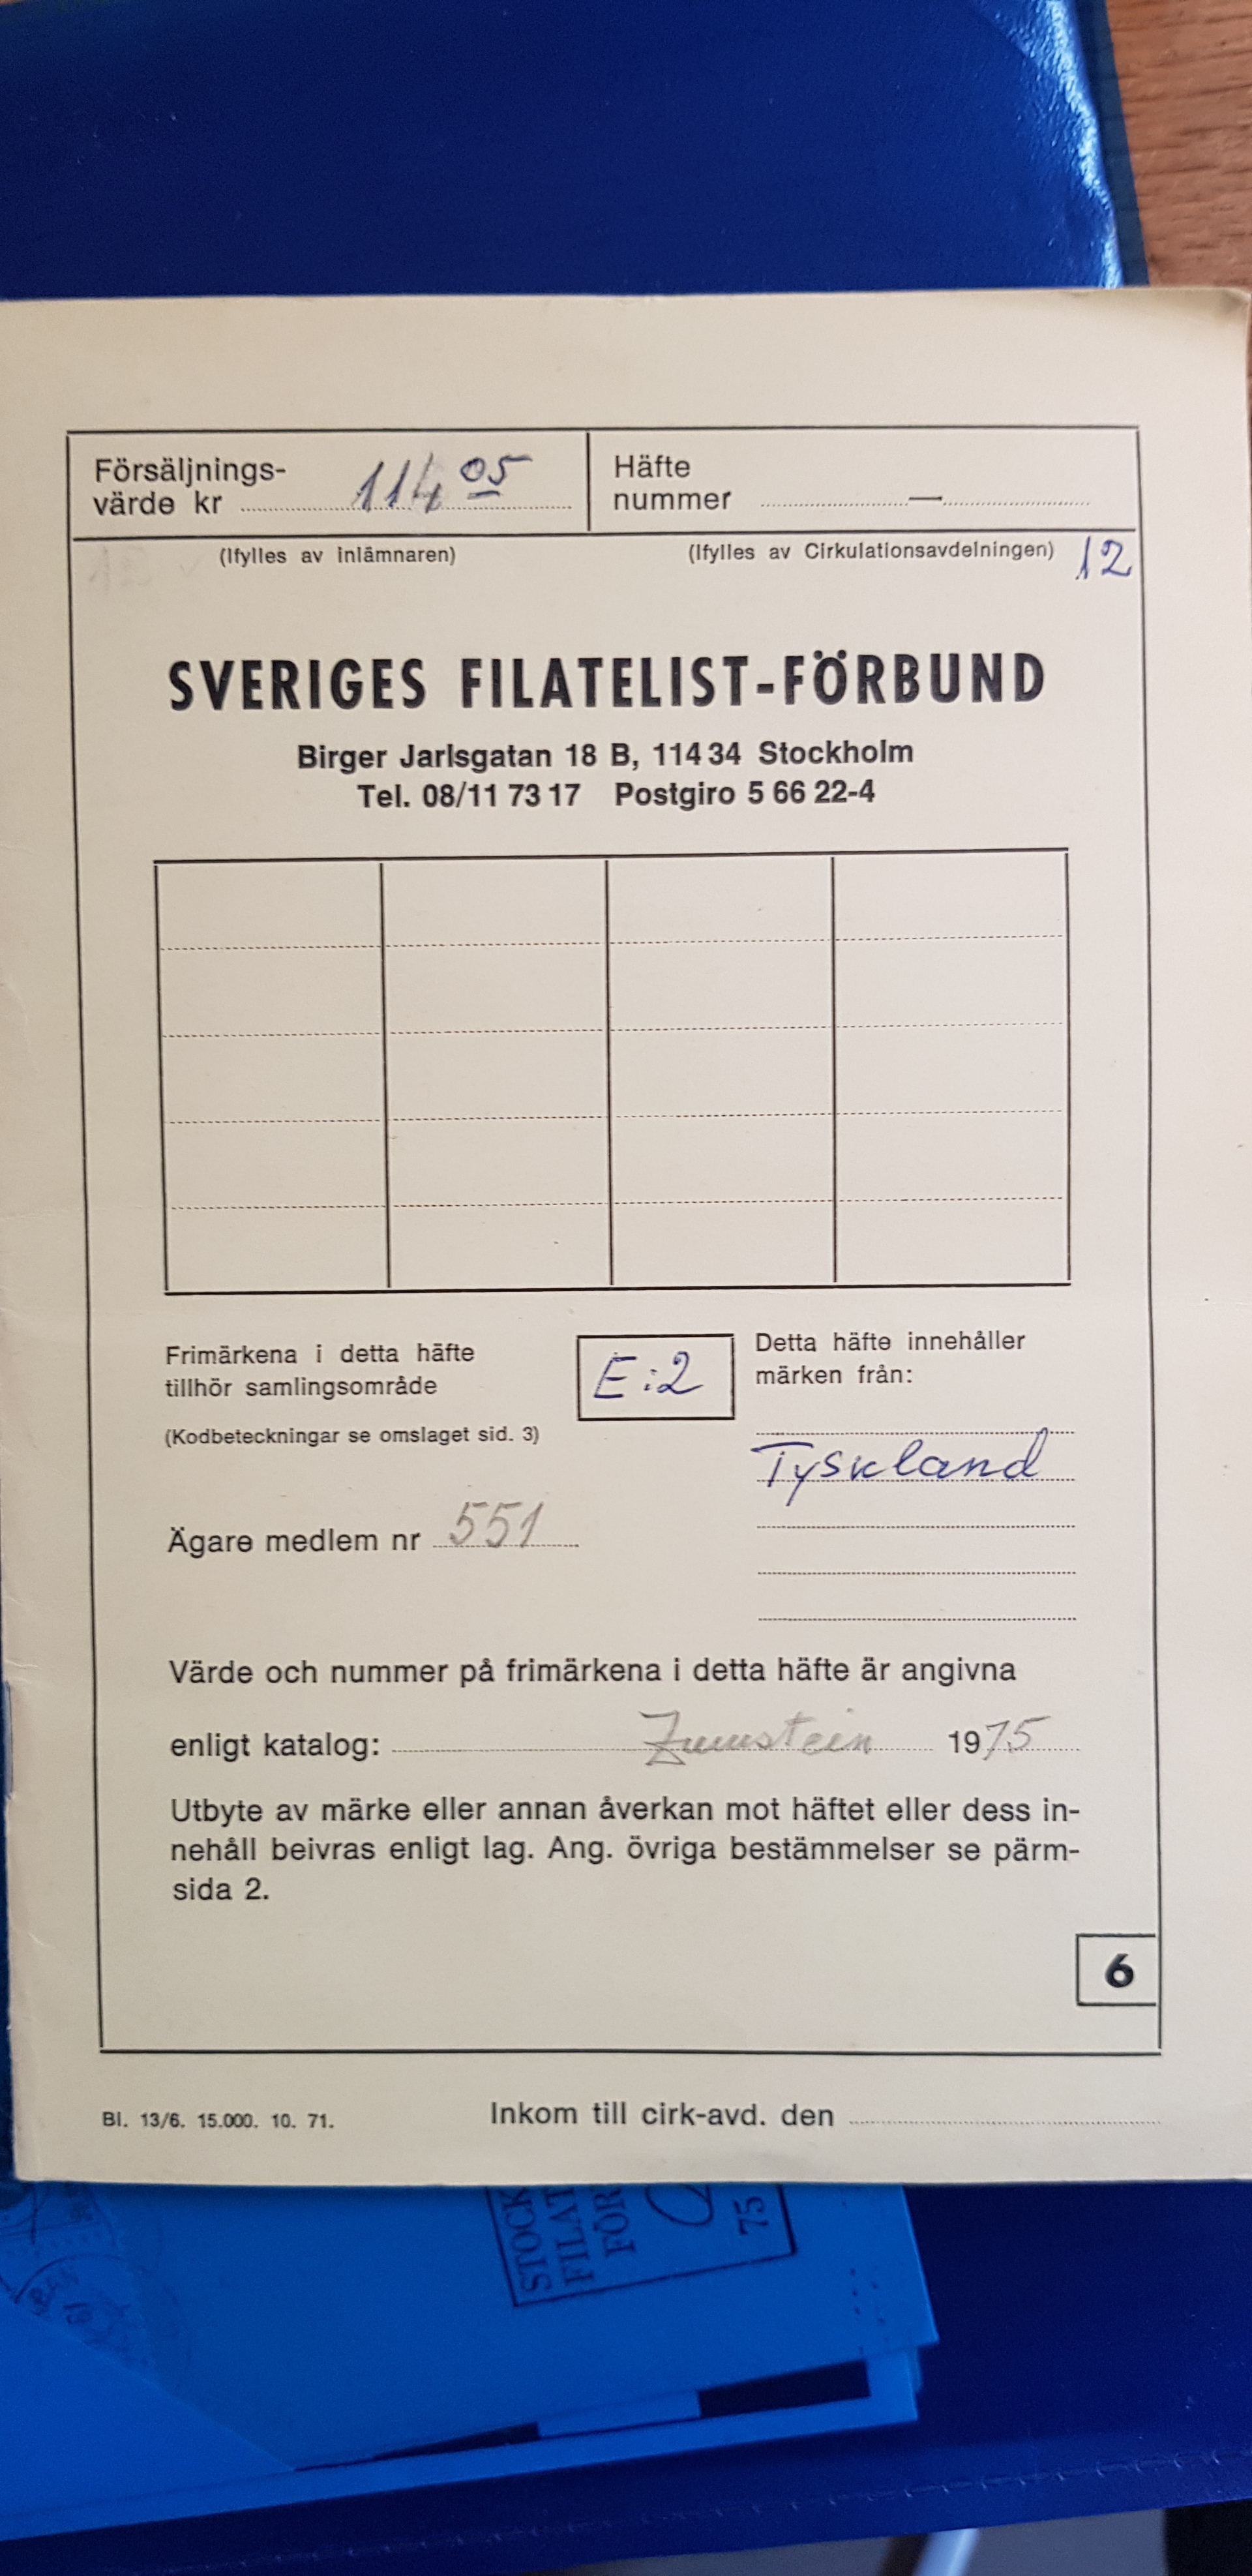 Försäljnings-
värde kr 114 05
Häfte
nummer —
(Ifylles av inlämnaren)
(Ifylles av Cirkulationsavdelningen) 12
SVERIGES FILATELIST-FÖRBUND
Birger Jarlsgatan 18 B, 114 34 Stockholm
Tel. 08/11 73 17 Postgiro 5 66 22-4
Frimärkena i detta häfte
tillhör samlingsområde
(Kodbeteckningar se omslaget sid. 3)
E:2
Detta häfte innehåller
märken från:
Tyskland
Ägare medlem nr 551
Värde och nummer på frimärkena i detta häfte är angivna
enligt katalog: Zumstein 1975
Utbyte av märke eller annan åverkan mot häftet eller dess in-
nehåll beivras enligt lag. Ang. övriga bestämmelser se pärm-
sida 2.
6
Bl. 13/6. 15.000. 10. 71.
Inkom till cirk-avd. den
STOCK
FILAT
FÖR
75